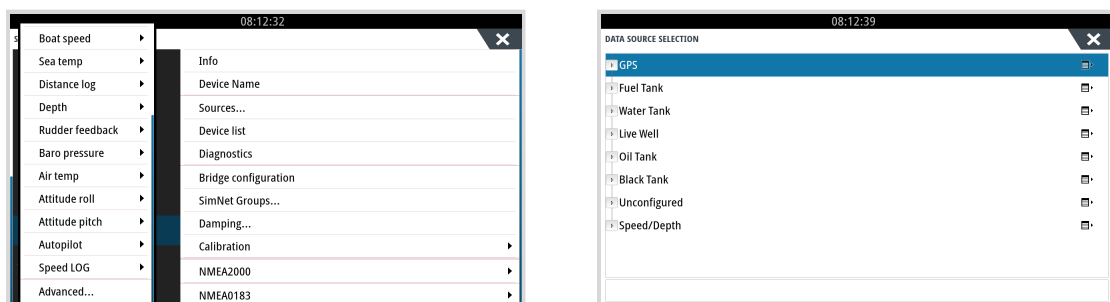 08:12:32
S
Boat speed
Sea temp
Distance log
Depth
Rudder feedback
Baro pressure
Air temp
Attitude roll
Attitude pitch
Autopilot
Speed LOG
Advanced...
Info
Device Name
Sources...
Device list
Diagnostics
Bridge configuration
SimNet Groups...
Damping...
Calibration
NMEA2000
NMEA0183
08:12:39
DATA SOURCE SELECTION
GPS
Fuel Tank
Water Tank
Live Well
Oil Tank
Black Tank
Unconfigured
Speed/Depth